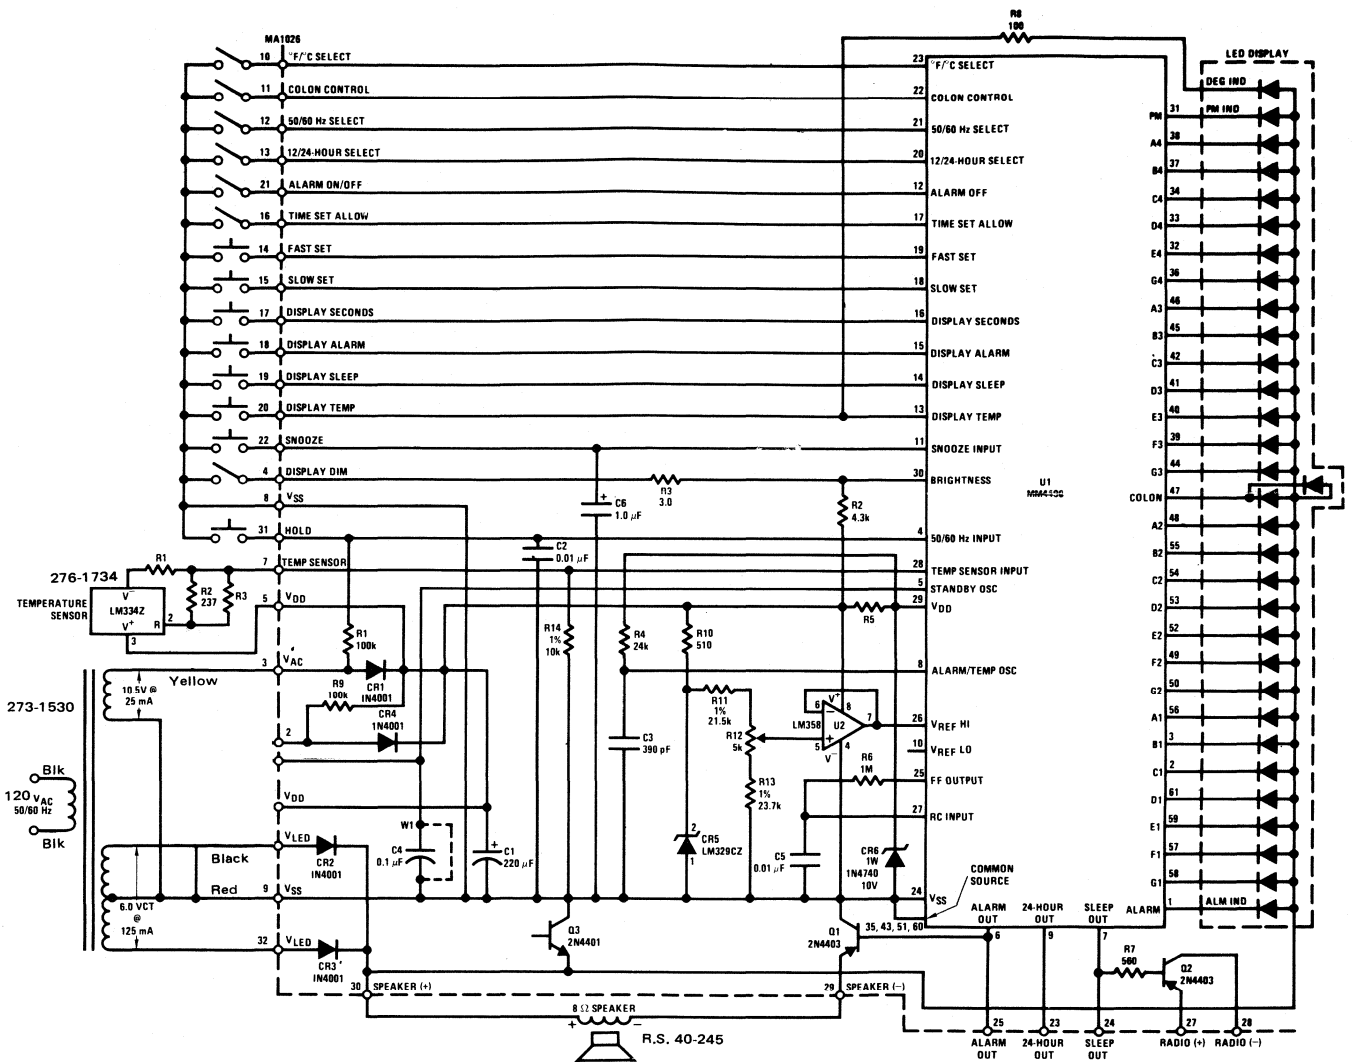 R8
100
MA1026
LED DISPLAY
10 °F/°C SELECT
23 °F/°C SELECT
DEG IND
11 COLON CONTROL
22 COLON CONTROL
PM 31 PM IND
12 50/60 Hz SELECT
21 50/60 Hz SELECT
A4 38
13 12/24-HOUR SELECT
20 12/24-HOUR SELECT
B4 37
21 ALARM ON/OFF
12 ALARM OFF
C4 34
16 TIME SET ALLOW
17 TIME SET ALLOW
D4 33
14 FAST SET
19 FAST SET
E4 32
15 SLOW SET
18 SLOW SET
G4 36
17 DISPLAY SECONDS
16 DISPLAY SECONDS
A3 46
B3 45
18 DISPLAY ALARM
15 DISPLAY ALARM
C3 42
19 DISPLAY SLEEP
14 DISPLAY SLEEP
D3 41
20 DISPLAY TEMP
13 DISPLAY TEMP
E3 40
22 SNOOZE
11 SNOOZE INPUT
F3 39
4 DISPLAY DIM
30 BRIGHTNESS
G3 44
U1
R3
3.0
8 VSS
C6
1.0 μF
R2
4.3k
COLON 47
31 HOLD
4 50/60 Hz INPUT
A2 48
C2
0.01 μF
B2 55
R1
7 TEMP SENSOR
28 TEMP SENSOR INPUT
C2 54
276-1734
TEMPERATURE
SENSOR
V−
LM334Z
V+
R 2
3
R2
237
R3
5 STANDBY OSC
5 VDD
29 VDD
D2 53
R5
R1
100k
R14
1%
10k
R4
24k
R10
510
E2 52
3 VAC
Yellow
8 ALARM/TEMP OSC
F2 49
10.5V @
25 mA
CR1
1N4001
R9
100k
G2 50
273-1530
CR4
1N4001
R11
1%
21.5k
A1 56
2
C3
390 pF
R12
5k
LM358
U2
V+
V−
6
8
7
5
4
26 VREF HI
10 VREF LO
B1 3
Blk
120 VAC
50/60 Hz
Blk
R6
1M
25 FF OUTPUT
C1 2
R13
1%
23.7k
D1 61
VDD
27 RC INPUT
E1 59
W1
C4
0.1 μF
C1
220 μF
2
CR5
LM329CZ
1
C5
0.01 μF
CR6
1W
1N4740
10V
F1 57
VLED
Black
CR2
1N4001
COMMON
SOURCE
G1 58
Red
9 VSS
24 VSS
6.0 VCT
@
125 mA
ALARM
OUT
24-HOUR
OUT
SLEEP
OUT
ALARM 1 ALM IND
Q3
2N4401
Q1
2N4403
35, 43, 51, 60
6
9
7
32 VLED
CR3
1N4001
R7
560
Q2
2N4403
30 SPEAKER (+)
29 SPEAKER (−)
8 Ω SPEAKER
+
−
R.S. 40-245
25
ALARM
OUT
23
24-HOUR
OUT
24
SLEEP
OUT
27
RADIO (+)
28
RADIO (−)